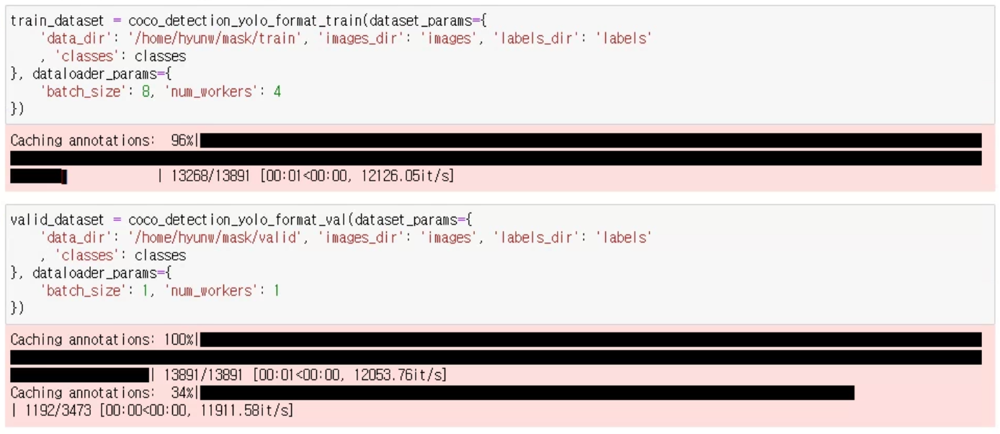 train_dataset = coco_detection_yolo_format_train(dataset_params={
    'data_dir': '/home/hyunw/mask/train', 'images_dir': 'images', 'labels_dir': 'labels'
    , 'classes': classes
}, dataloader_params={
    'batch_size': 8, 'num_workers': 4
})
Caching annotations:  96%|
| 13268/13891 [00:01<00:00, 12126.05it/s]
valid_dataset = coco_detection_yolo_format_val(dataset_params={
    'data_dir': '/home/hyunw/mask/valid', 'images_dir': 'images', 'labels_dir': 'labels'
    , 'classes': classes
}, dataloader_params={
    'batch_size': 1, 'num_workers': 1
})
Caching annotations: 100%|
| 13891/13891 [00:01<00:00, 12053.76it/s]
Caching annotations:  34%|
| 1192/3473 [00:00<00:00, 11911.58it/s]